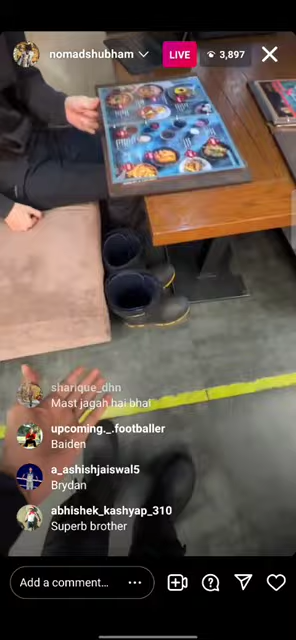 nomadshubham
LIVE
3,897
sharique_dhn
Mast jagah hai bhai
upcoming._.footballer
Baiden
a_ashishjaiswal5
Brydan
abhishek_kashyap_310
Superb brother
Add a comment...